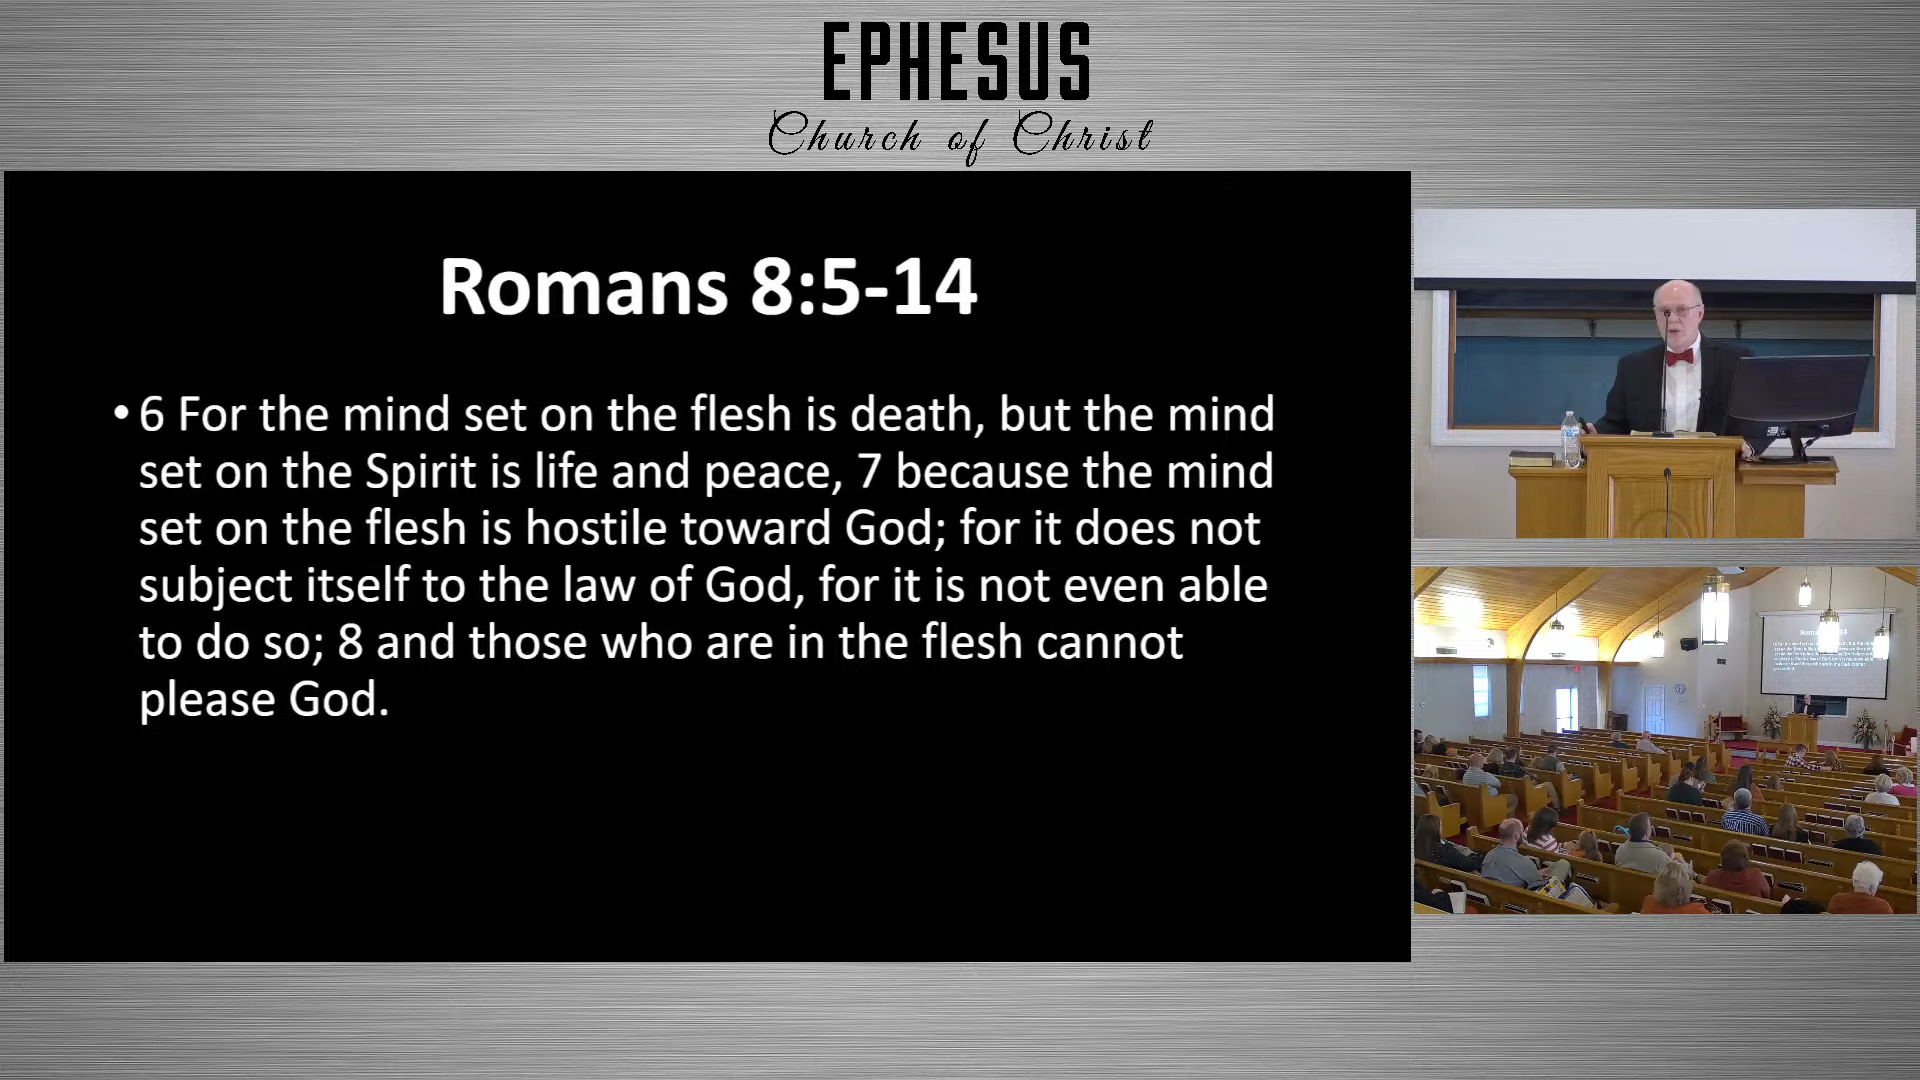 EPHESUS
Church of Christ
Romans 8:5-14
• 6 For the mind set on the flesh is death, but the mind
set on the Spirit is life and peace, 7 because the mind
set on the flesh is hostile toward God; for it does not
subject itself to the law of God, for it is not even able
to do so; 8 and those who are in the flesh cannot
please God.